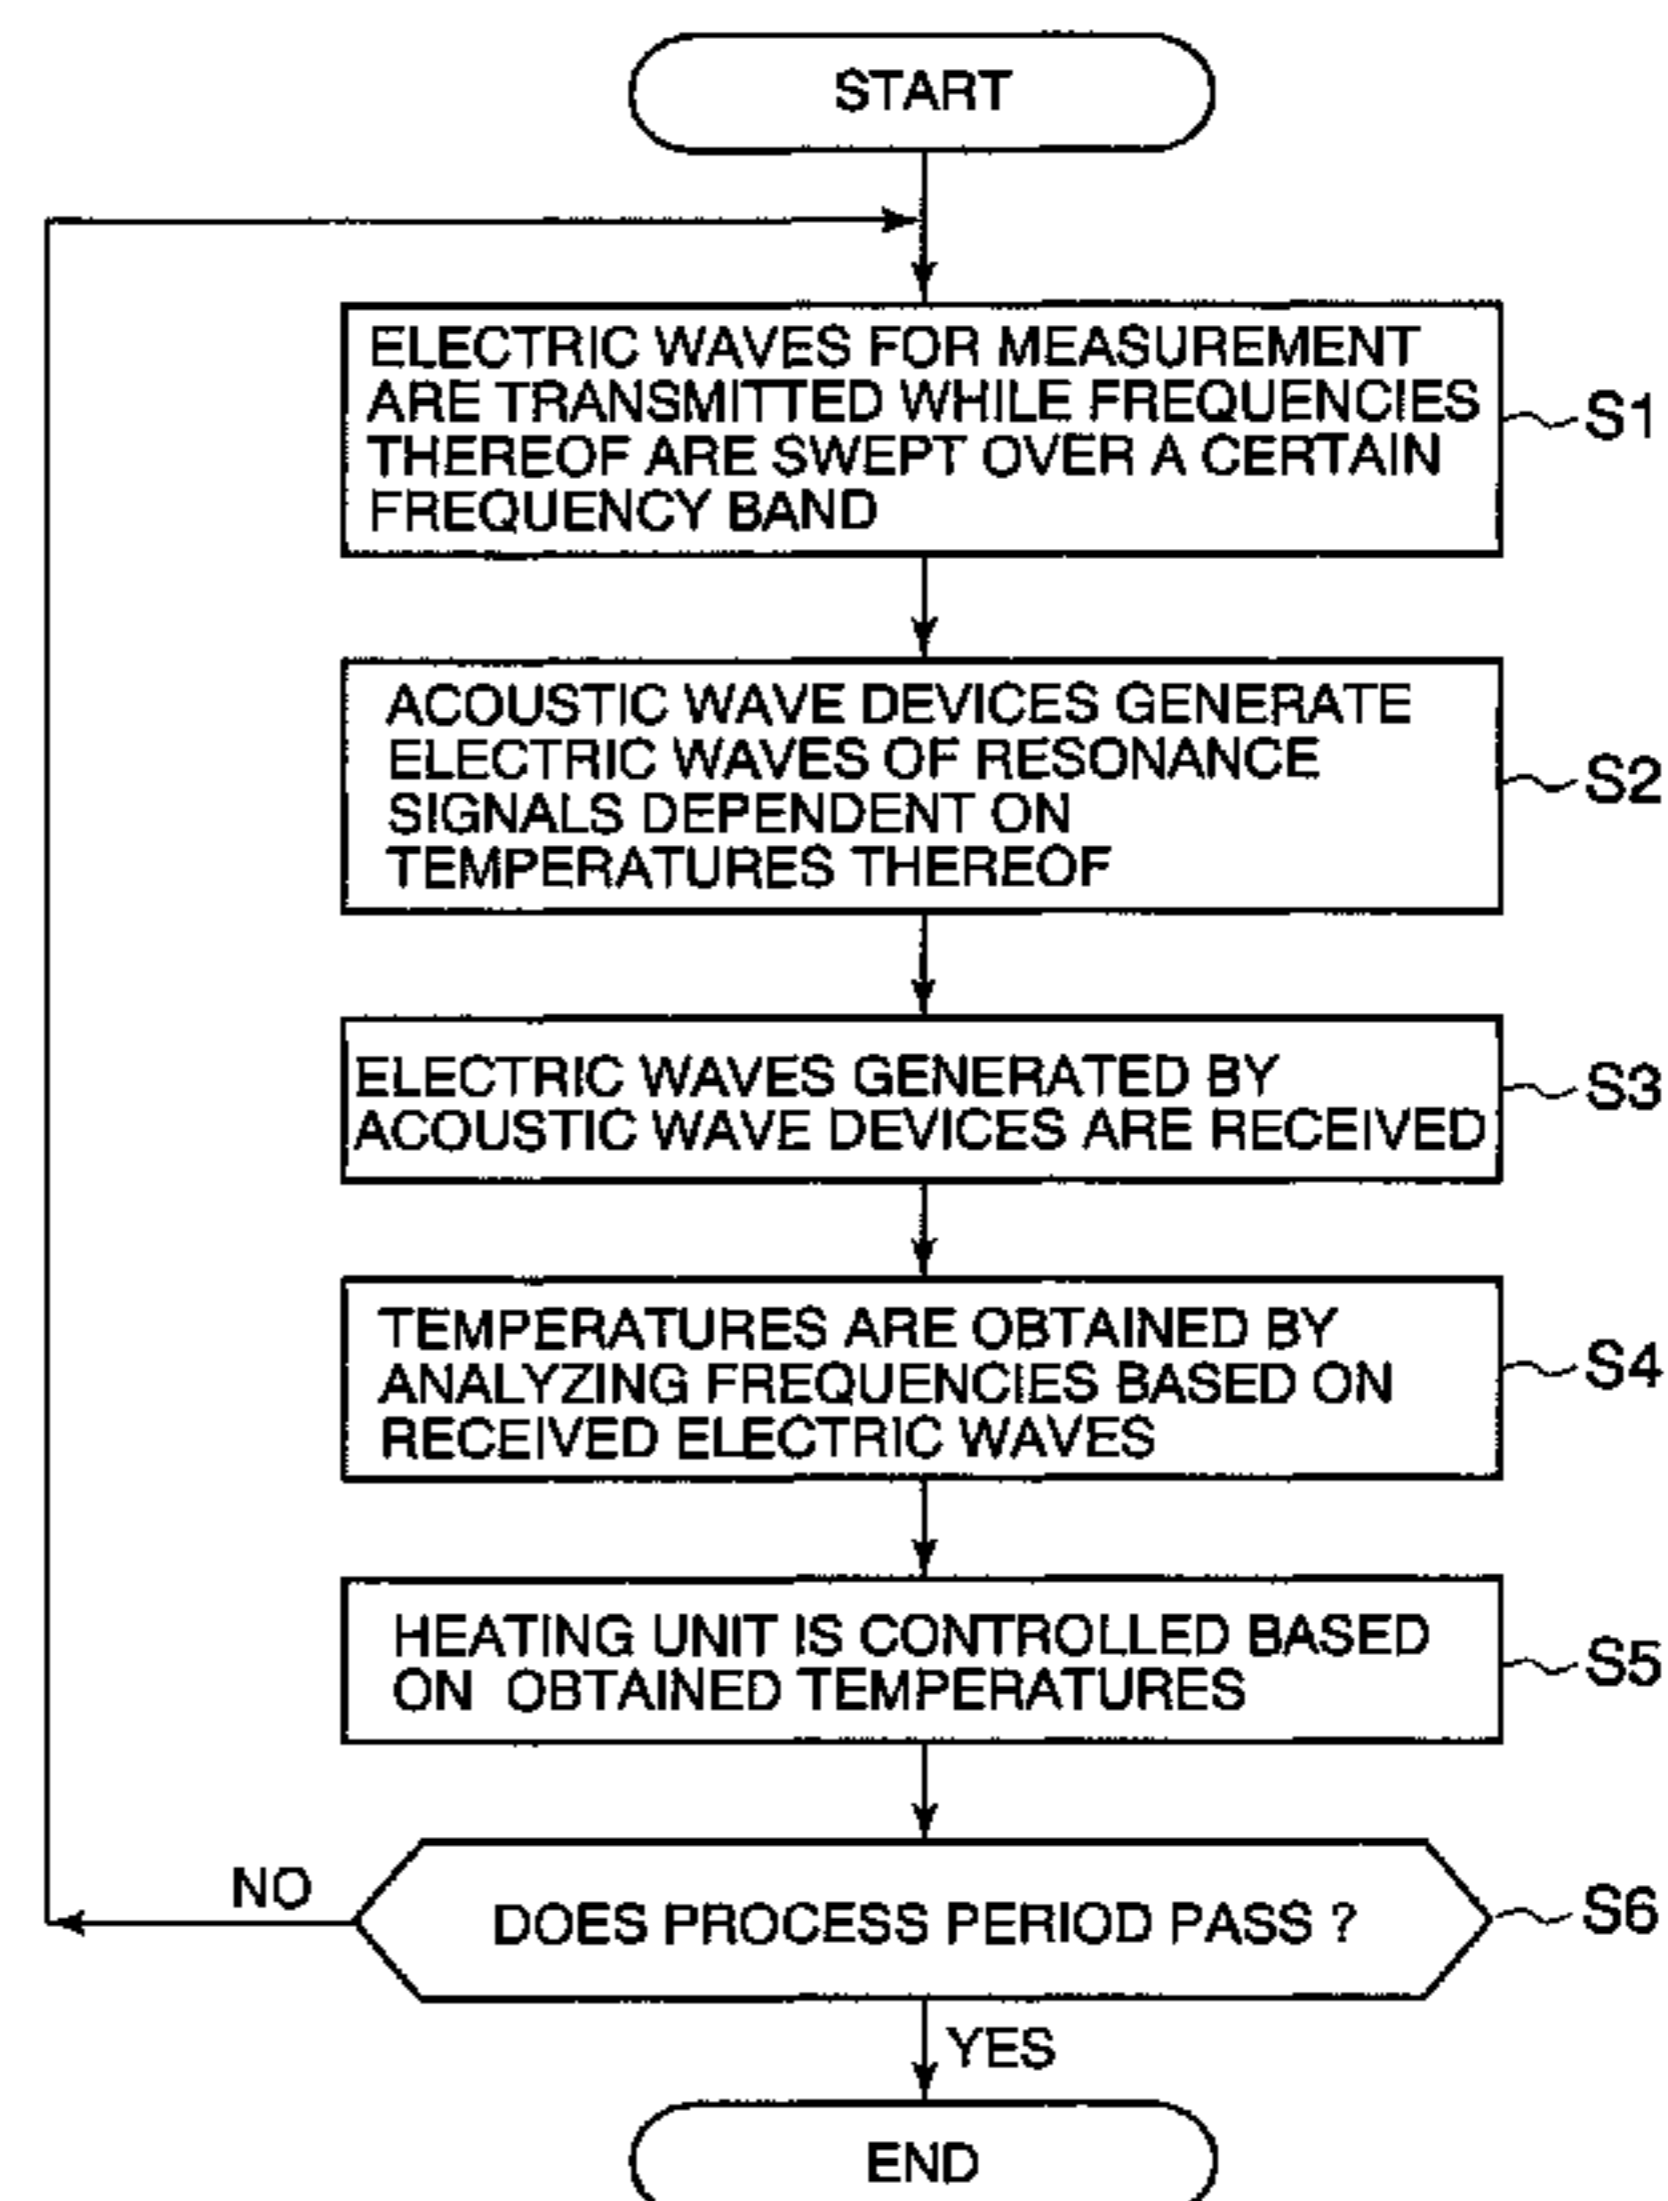 START
ELECTRIC WAVES FOR MEASUREMENT
ARE TRANSMITTED WHILE FREQUENCIES
THEREOF ARE SWEPT OVER A CERTAIN
FREQUENCY BAND
S1
ACOUSTIC WAVE DEVICES GENERATE
ELECTRIC WAVES OF RESONANCE
SIGNALS DEPENDENT ON
TEMPERATURES THEREOF
S2
ELECTRIC WAVES GENERATED BY
ACOUSTIC WAVE DEVICES ARE RECEIVED
S3
TEMPERATURES ARE OBTAINED BY
ANALYZING FREQUENCIES BASED ON
RECEIVED ELECTRIC WAVES
S4
HEATING UNIT IS CONTROLLED BASED
ON OBTAINED TEMPERATURES
S5
NO
DOES PROCESS PERIOD PASS ?
S6
YES
END